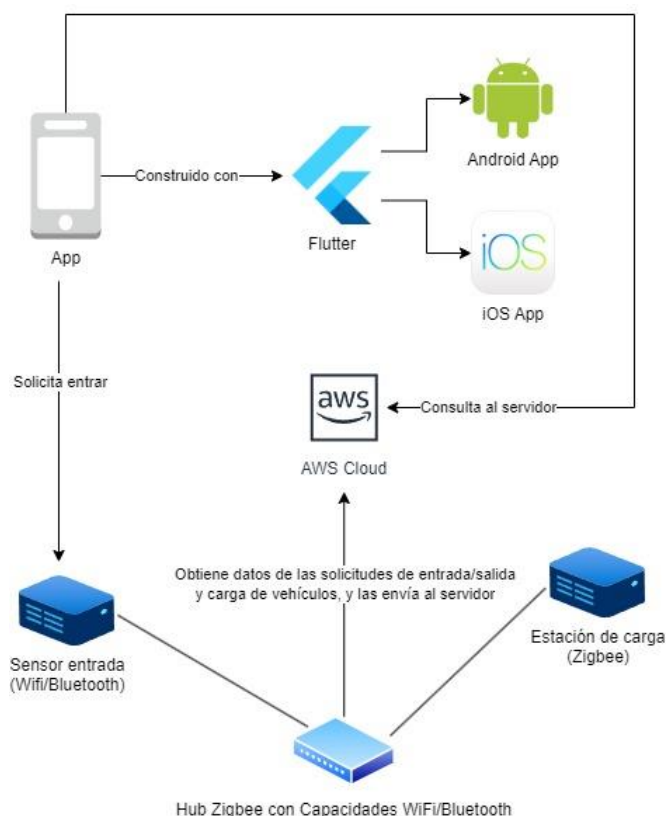 Android App
Construido con
App
Flutter
iOS
iOS App
Solicita entrar
aws
Consulta al servidor
AWS Cloud
Obtiene datos de las solicitudes de entrada/salida
y carga de vehículos, y las envía al servidor
Estación de carga
(Zigbee)
Sensor entrada
(Wifi/Bluetooth)
Hub Zigbee con Capacidades WiFi/Bluetooth